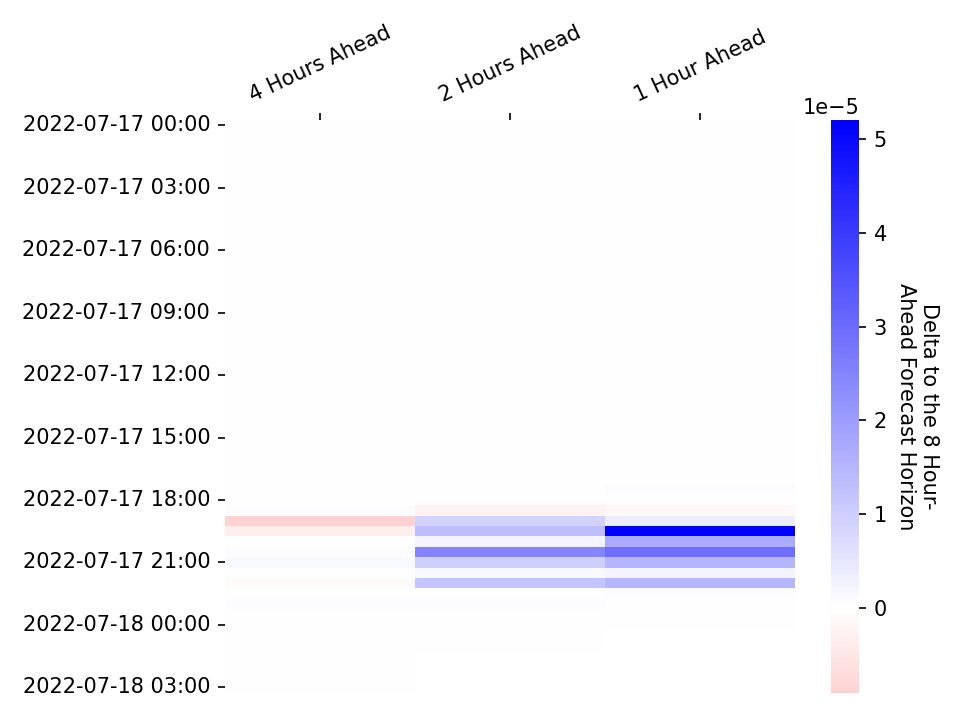 4 Hours Ahead
2 Hours Ahead
1 Hour Ahead
1e−5
2022-07-17 00:00
2022-07-17 03:00
2022-07-17 06:00
2022-07-17 09:00
2022-07-17 12:00
2022-07-17 15:00
2022-07-17 18:00
2022-07-17 21:00
2022-07-18 00:00
2022-07-18 03:00
5
4
3
2
1
0
Delta to the 8 Hour-
Ahead Forecast Horizon